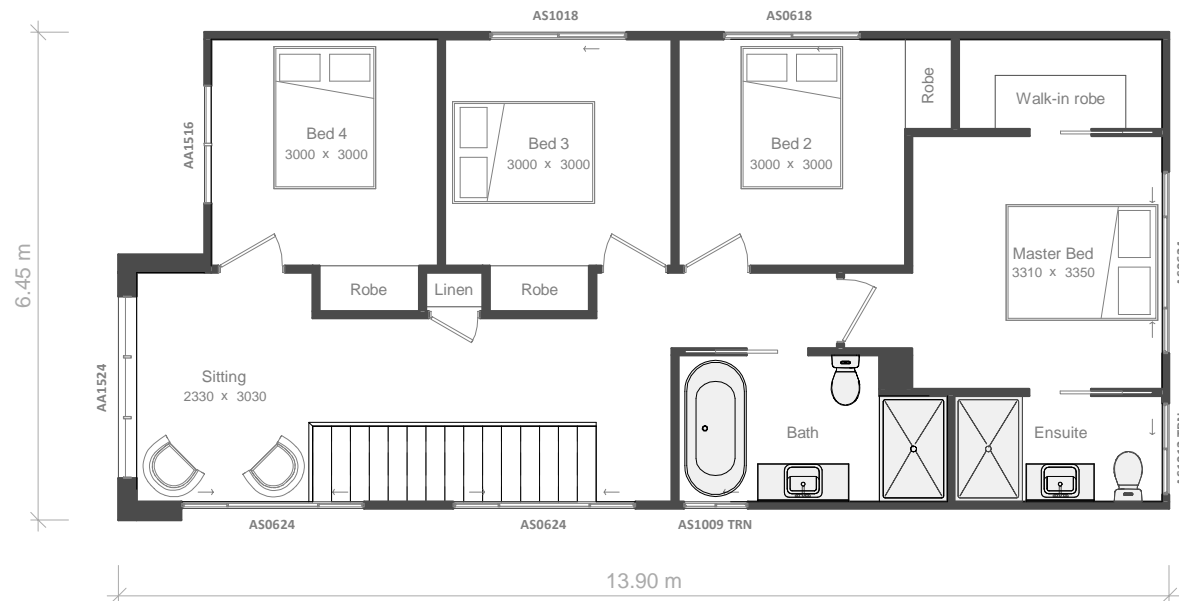 AS1018
AS0618
Robe
Walk-in robe
Bed 4
3000 x 3000
Bed 3
3000 x 3000
Bed 2
3000 x 3000
AA1516
6.45 m
Master Bed
3310 x 3350
Robe
Linen
Robe
AA1524
Sitting
2330 x 3030
Bath
Ensuite
AS0624
AS0624
AS1009 TRN
13.90 m